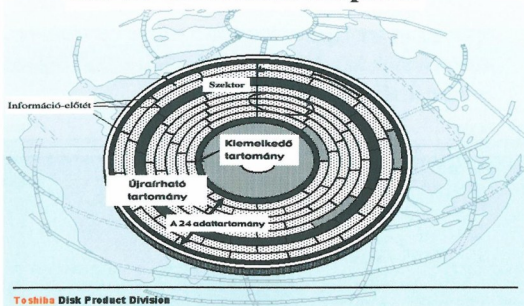 Szektor
Információ-előtét
Kiemelkedő
tartomány
Újraírható
tartomány
A 24 adattartomány
Toshiba Disk Product Division